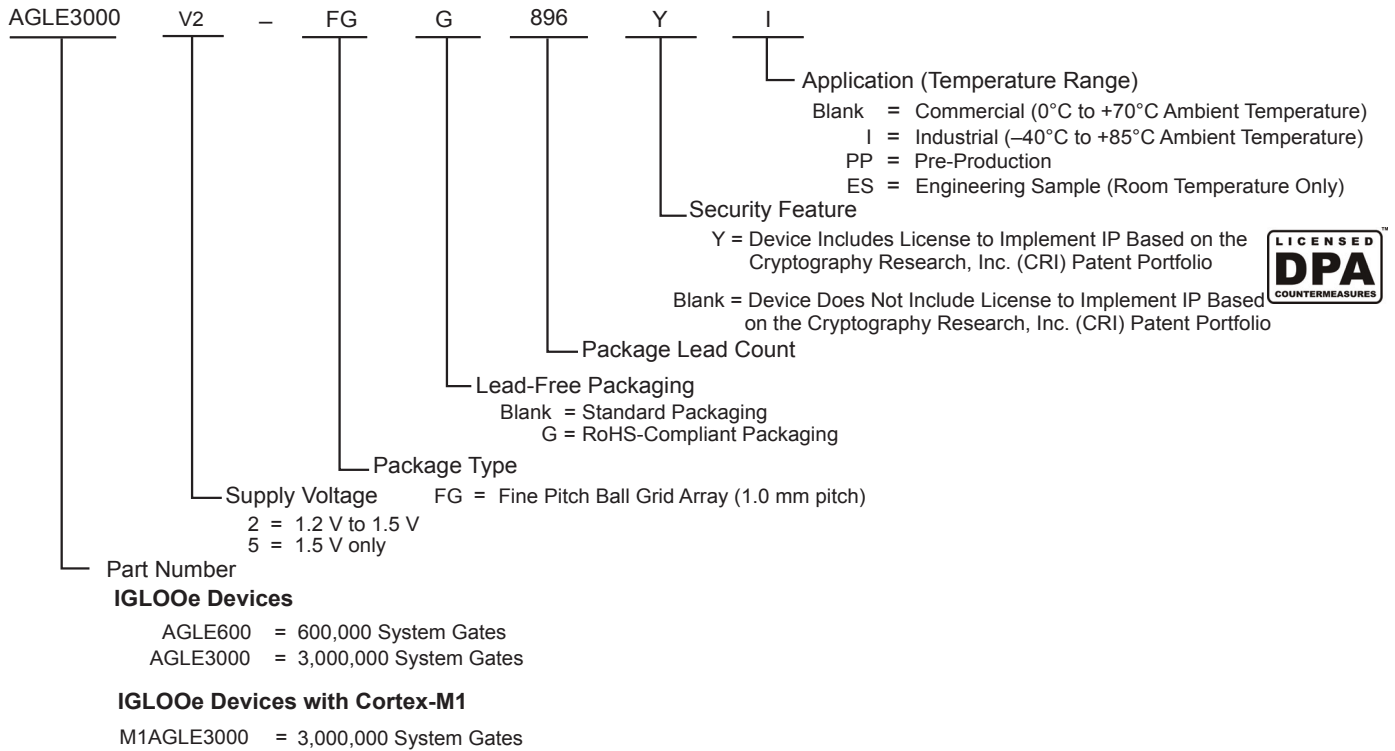 AGLE3000 V2 – FG G 896 Y I
Application (Temperature Range)
Blank = Commercial (0°C to +70°C Ambient Temperature)
I = Industrial (–40°C to +85°C Ambient Temperature)
PP = Pre-Production
ES = Engineering Sample (Room Temperature Only)
Security Feature
Y = Device Includes License to Implement IP Based on the
Cryptography Research, Inc. (CRI) Patent Portfolio
LICENSED™
DPA
COUNTERMEASURES
Blank = Device Does Not Include License to Implement IP Based
on the Cryptography Research, Inc. (CRI) Patent Portfolio
Package Lead Count
Lead-Free Packaging
Blank = Standard Packaging
G = RoHS-Compliant Packaging
Package Type
FG = Fine Pitch Ball Grid Array (1.0 mm pitch)
Supply Voltage
2 = 1.2 V to 1.5 V
5 = 1.5 V only
Part Number
IGLOOe Devices
AGLE600 = 600,000 System Gates
AGLE3000 = 3,000,000 System Gates
IGLOOe Devices with Cortex-M1
M1AGLE3000 = 3,000,000 System Gates